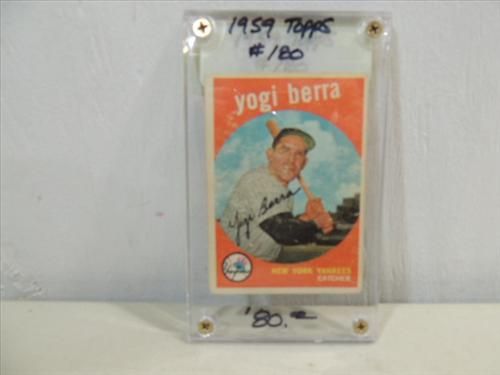 1959 TOPPS
#180
yogi berra
Yogi Berra
NEW YORK YANKEES
CATCHER
'80.=